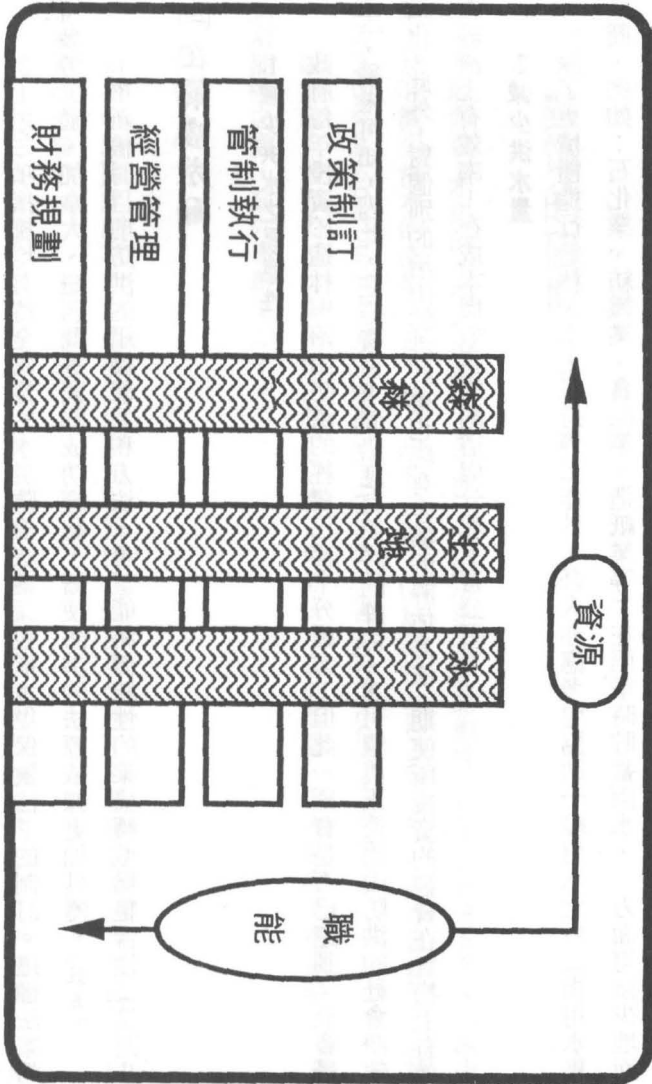 資源
森林
土地
水
政策制訂
管制執行
經營管理
財務規劃
職能